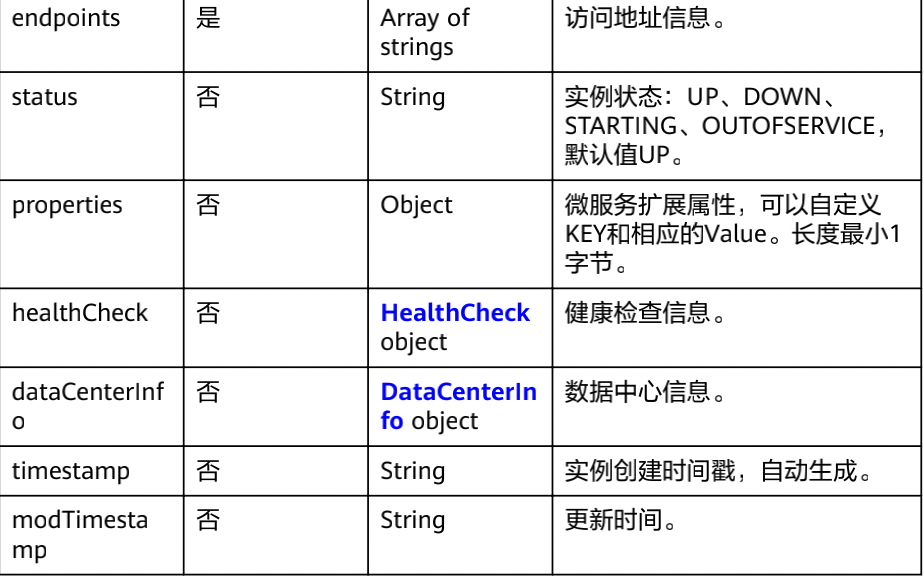 endpoints 是 Array of strings 访问地址信息。
status 否 String 实例状态：UP、DOWN、
STARTING、OUTOFSERVICE，
默认值UP。
properties 否 Object 微服务扩展属性，可以自定义
KEY和相应的Value。长度最小1
字节。
healthCheck 否 HealthCheck
object 健康检查信息。
dataCenterInf
o 否 DataCenterIn
fo object 数据中心信息。
timestamp 否 String 实例创建时间戳，自动生成。
modTimesta
mp 否 String 更新时间。